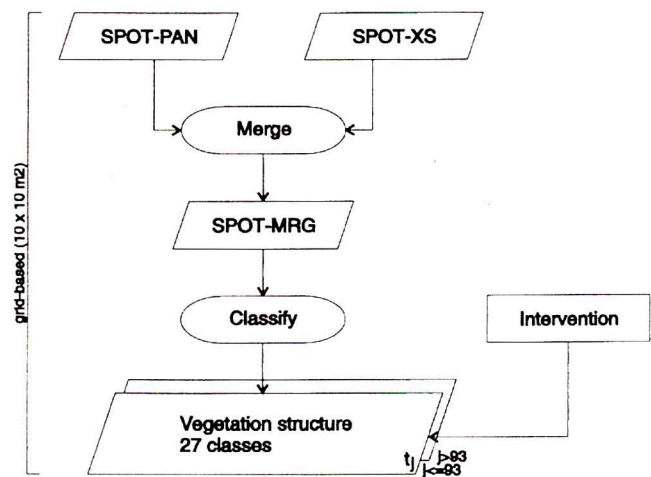 SPOT-PAN
SPOT-XS
Merge
grid-based (10 x 10 m2)
SPOT-MRG
Classify
Intervention
Vegetation structure
27 classes
tj
j>93
j<=93